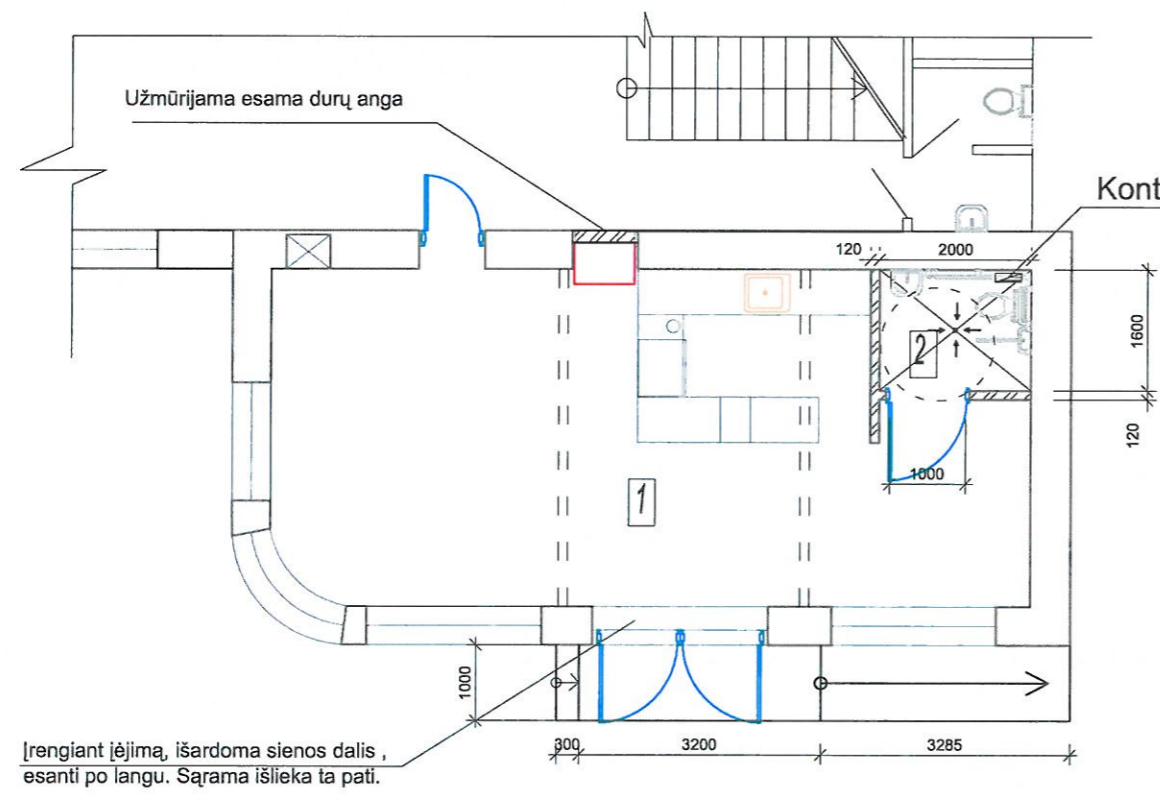 Užmūrijama esama durų anga
Kont
120
2000
1600
2
120
1000
1
1000
Įrengiant įėjimą, išardoma sienos dalis ,
esanti po langu. Sąrama išlieka ta pati.
300
3200
3285